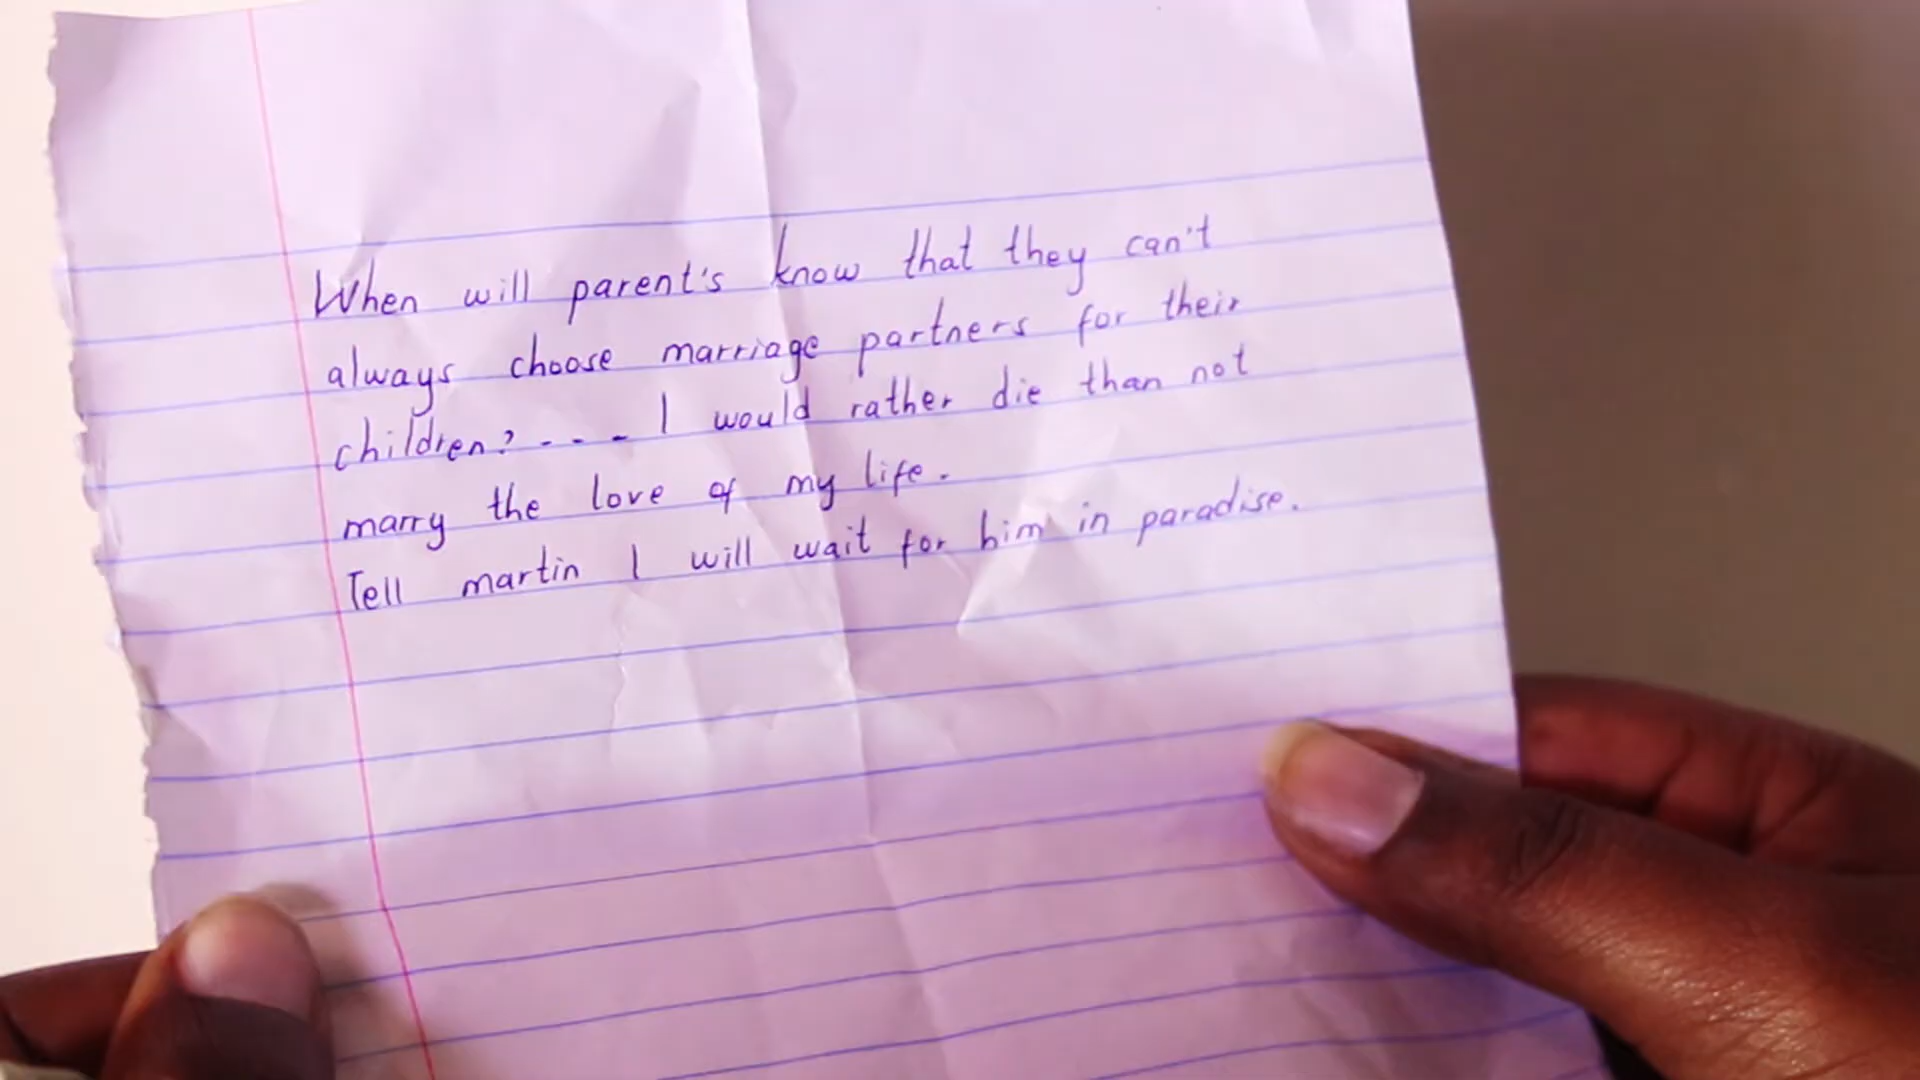 When will parent's know that they can't
always choose marriage partners for their
children?---- I would rather die than not
marry the love of my life.
Tell martin I will wait for him in paradise.